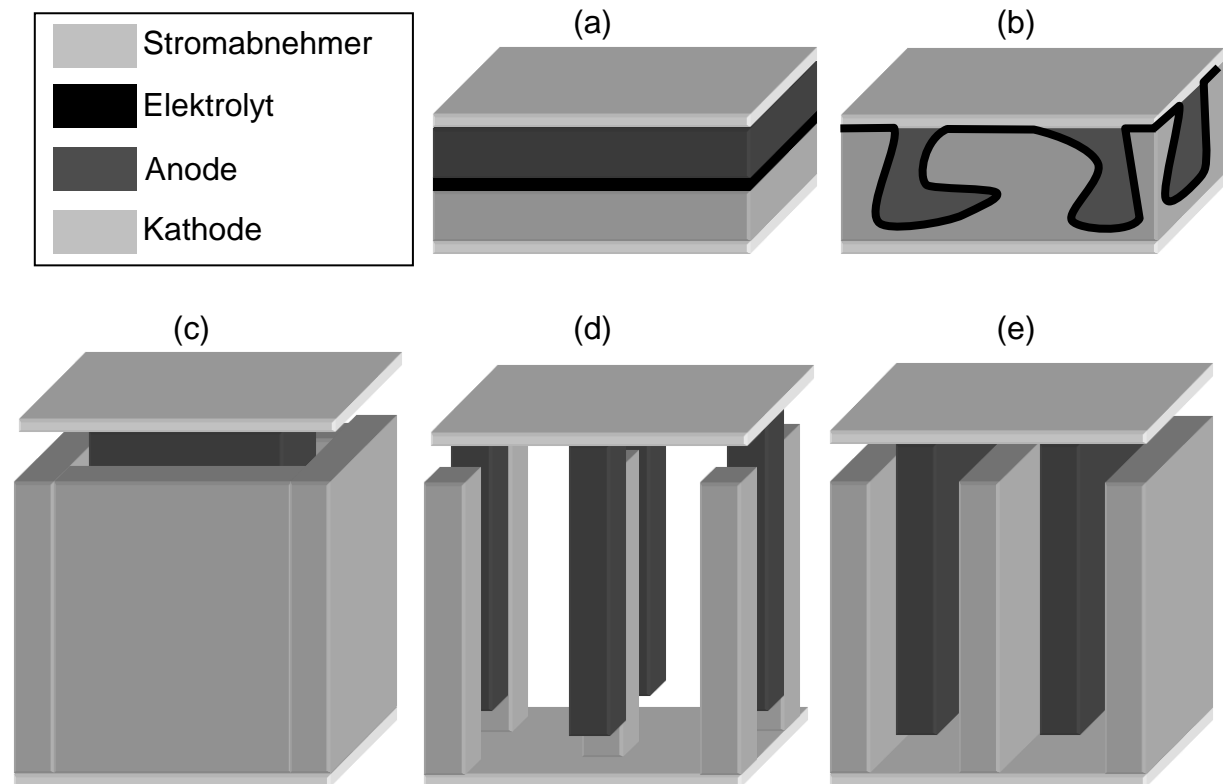 Stromabnehmer
Elektrolyt
Anode
Kathode
(a)
(b)
(c)
(d)
(e)